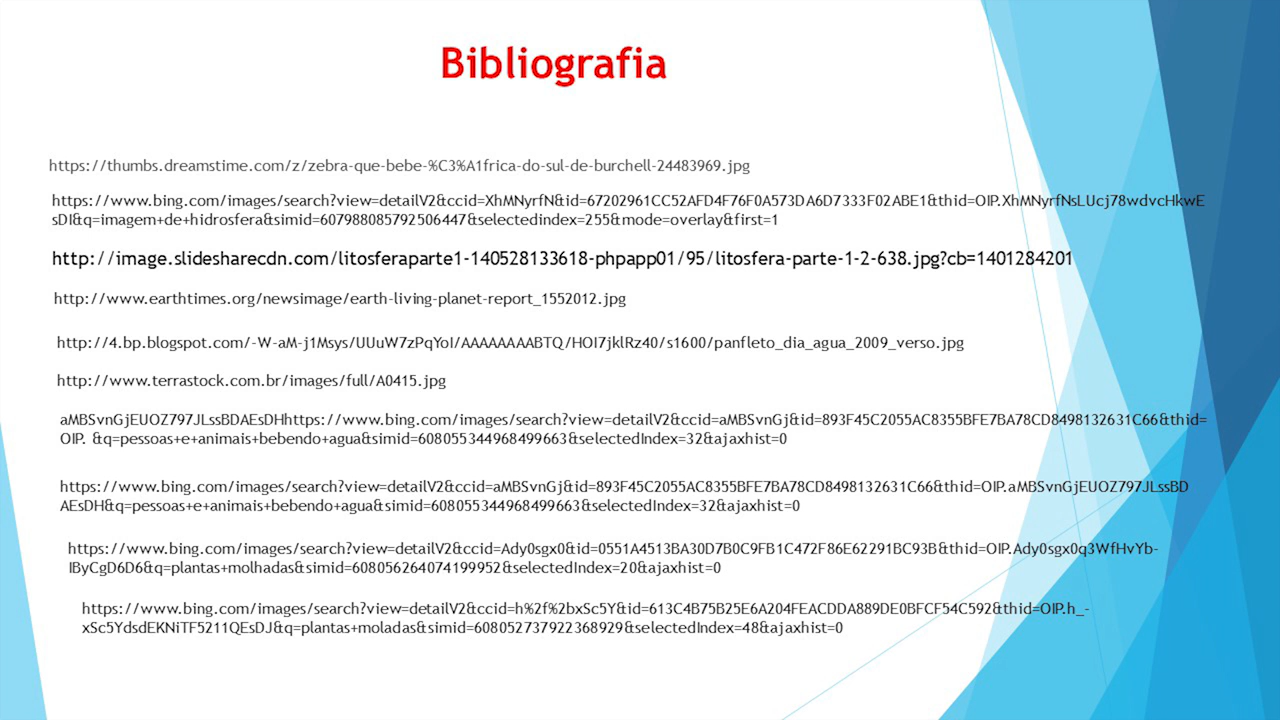 Bibliografia
https://thumbs.dreamstime.com/z/zebra-que-bebe-%C3%A1frica-do-sul-de-burchell-24483969.jpg
https://www.bing.com/images/search?view=detailV2&ccid=XhMNyrfN&id=67202961CC52AFD4F76F0A573DA6D7333F02ABE1&thid=OIP.XhMNyrfNsLUcj78wdvcHkwE
sDI&q=imagem+de+hidrosfera&simid=607988085792506447&selectedindex=255&mode=overlay&first=1
http://image.slidesharecdn.com/litosferaparte1-140528133618-phpapp01/95/litosfera-parte-1-2-638.jpg?cb=1401284201
http://www.earthtimes.org/newsimage/earth-living-planet-report_1552012.jpg
http://4.bp.blogspot.com/-W-aM-j1Msys/UUuW7zPqYoI/AAAAAAAABTQ/HOI7jklRz40/s1600/panfleto_dia_agua_2009_verso.jpg
http://www.terrastock.com.br/images/full/A0415.jpg
aMBSvnGjEUOZ797JLssBDAEsDHhttps://www.bing.com/images/search?view=detailV2&ccid=aMBSvnGj&id=893F45C2055AC8355BFE7BA78CD8498132631C66&thid=
OIP. &q=pessoas+e+animais+bebendo+agua&simid=608055344968499663&selectedIndex=32&ajaxhist=0
https://www.bing.com/images/search?view=detailV2&ccid=aMBSvnGj&id=893F45C2055AC8355BFE7BA78CD8498132631C66&thid=OIP.aMBSvnGjEUOZ797JLssBD
AEsDH&q=pessoas+e+animais+bebendo+agua&simid=608055344968499663&selectedIndex=32&ajaxhist=0
https://www.bing.com/images/search?view=detailV2&ccid=Ady0sgx0&id=0551A4513BA30D7B0C9FB1C472F86E62291BC93B&thid=OIP.Ady0sgx0q3WfHvYb-
IByCgD6D6&q=plantas+molhadas&simid=608056264074199952&selectedIndex=20&ajaxhist=0
https://www.bing.com/images/search?view=detailV2&ccid=h%2f%2bxSc5Y&id=613C4B75B25E6A204FEACDDA889DE0BFCF54C592&thid=OIP.h_-
xSc5YdsdEKNiTF5211QEsDJ&q=plantas+moladas&simid=608052737922368929&selectedIndex=48&ajaxhist=0